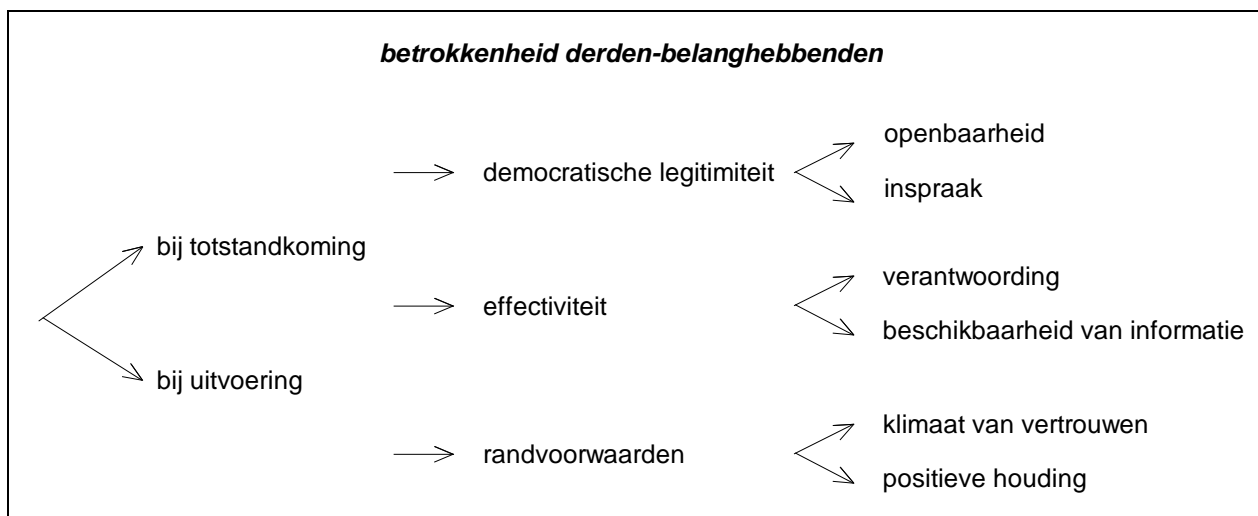 betrokkenheid derden-belanghebbenden
bij totstandkoming
bij uitvoering
democratische legitimiteit
openbaarheid
inspraak
effectiviteit
verantwoording
beschikbaarheid van informatie
randvoorwaarden
klimaat van vertrouwen
positieve houding